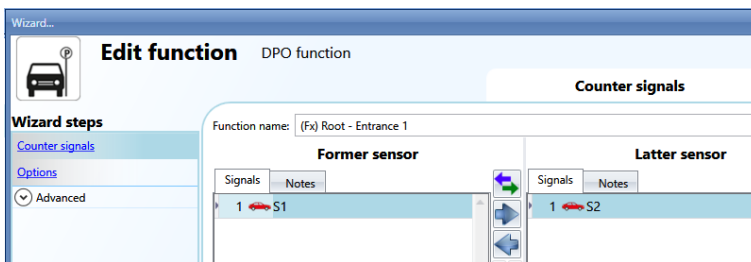 Wizard...
Edit function DPO function
Counter signals
Wizard steps
Counter signals
Options
Advanced
Function name: (Fx) Root - Entrance 1
Former sensor
Signals Notes
1 S1
Latter sensor
Signals Notes
1 S2